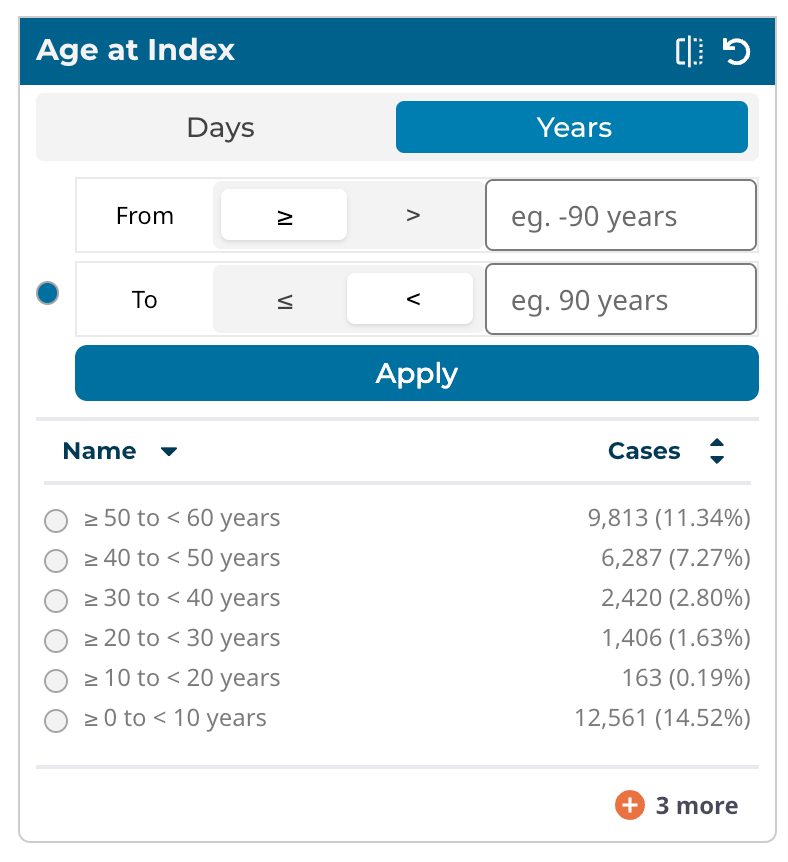 Age at Index
Days Years
From ≥ > eg. -90 years
To ≤ < eg. 90 years
Apply
Name Cases
≥ 50 to < 60 years 9,813 (11.34%)
≥ 40 to < 50 years 6,287 (7.27%)
≥ 30 to < 40 years 2,420 (2.80%)
≥ 20 to < 30 years 1,406 (1.63%)
≥ 10 to < 20 years 163 (0.19%)
≥ 0 to < 10 years 12,561 (14.52%)
3 more